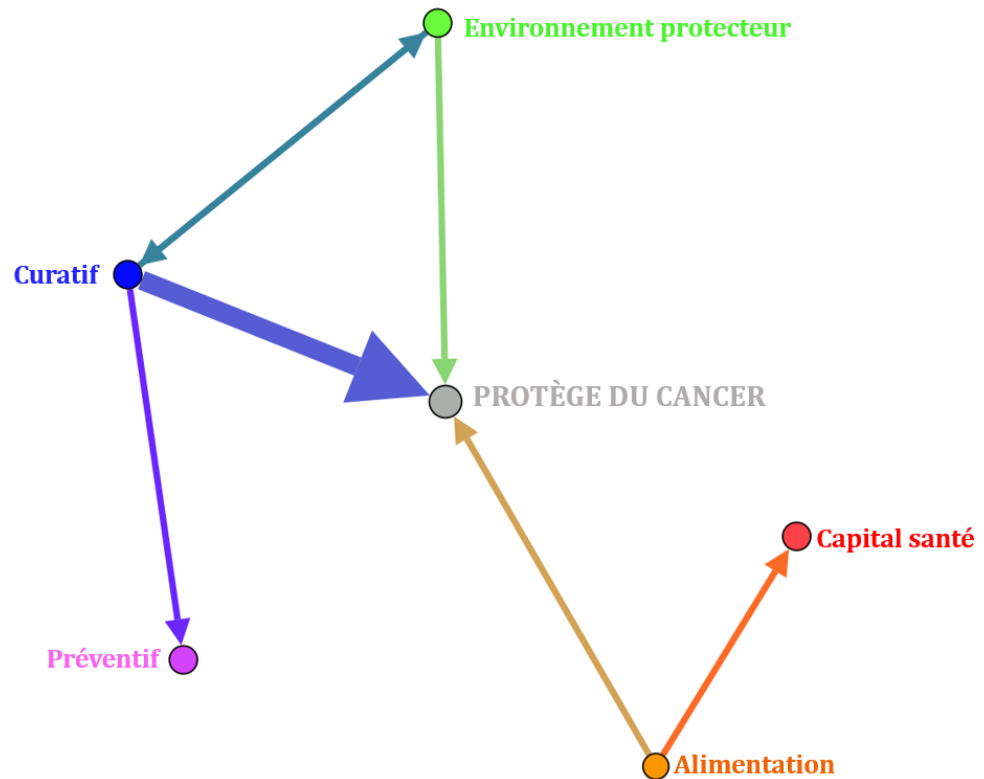 Environnement protecteur
Curatif
PROTÈGE DU CANCER
Capital santé
Préventif
Alimentation